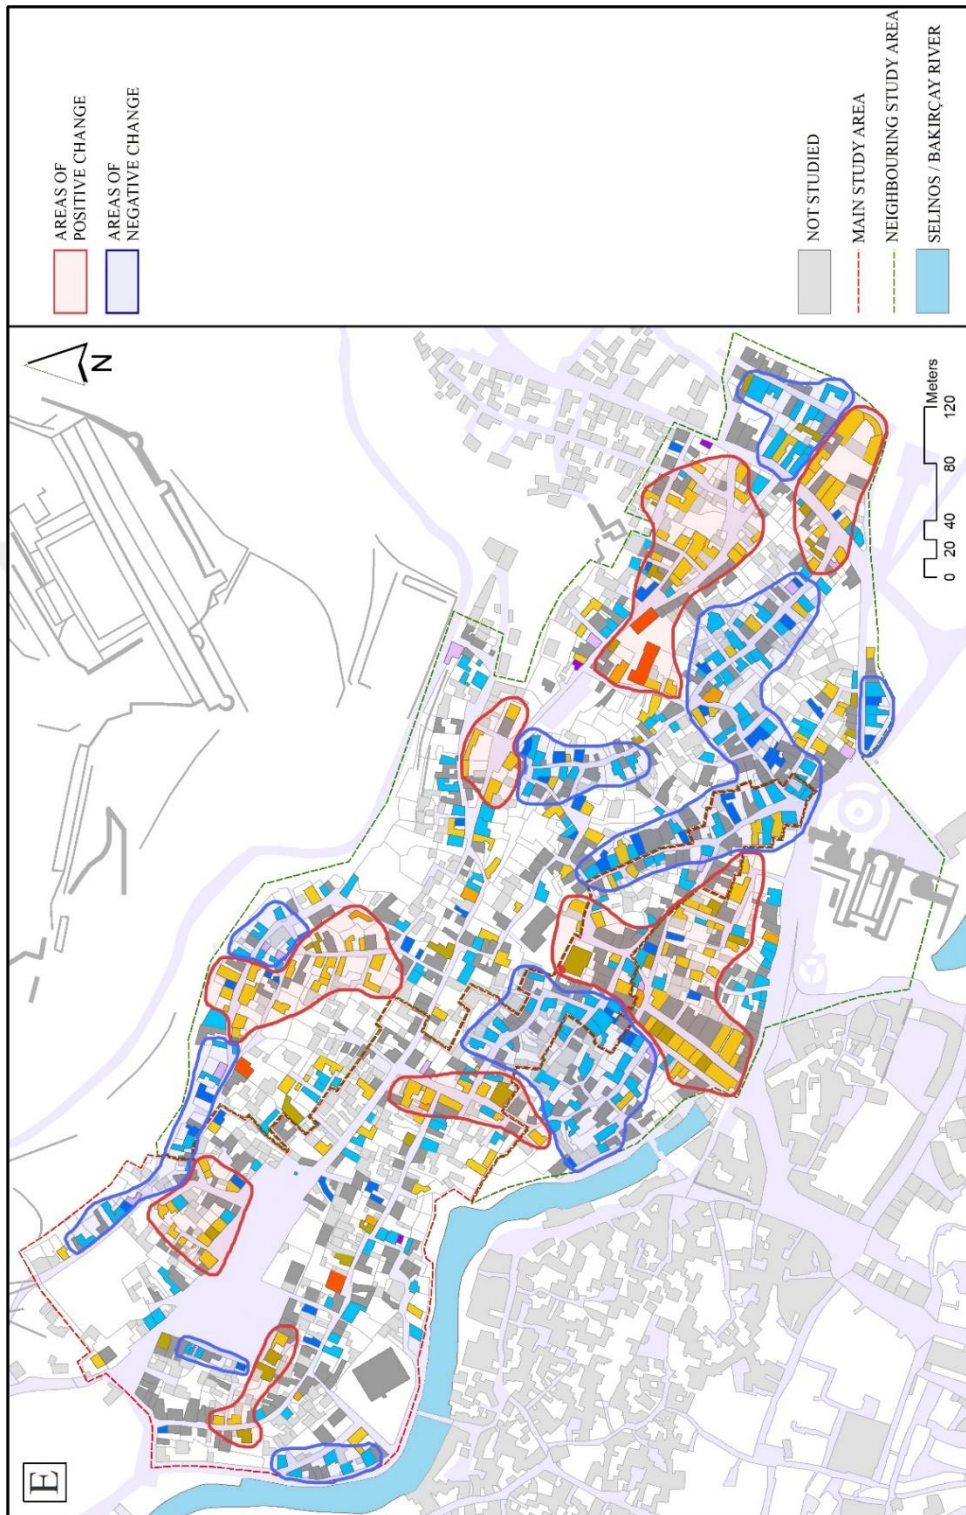 E
N
0 20 40 80 120
Meters
AREAS OF
POSITIVE CHANGE
AREAS OF
NEGATIVE CHANGE
NOT STUDIED
MAIN STUDY AREA
NEIGHBOURING STUDY AREA
SELINOS / BAKIRÇAY RIVER